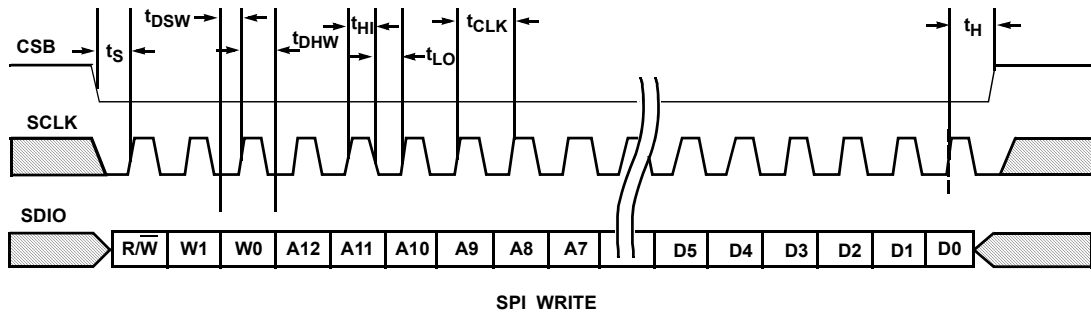 tDSW
tHI
tCLK
tH
CSB
tS
tDHW
tLO
SCLK
SDIO
R/W̅ W1 W0 A12 A11 A10 A9 A8 A7 D5 D4 D3 D2 D1 D0
SPI WRITE